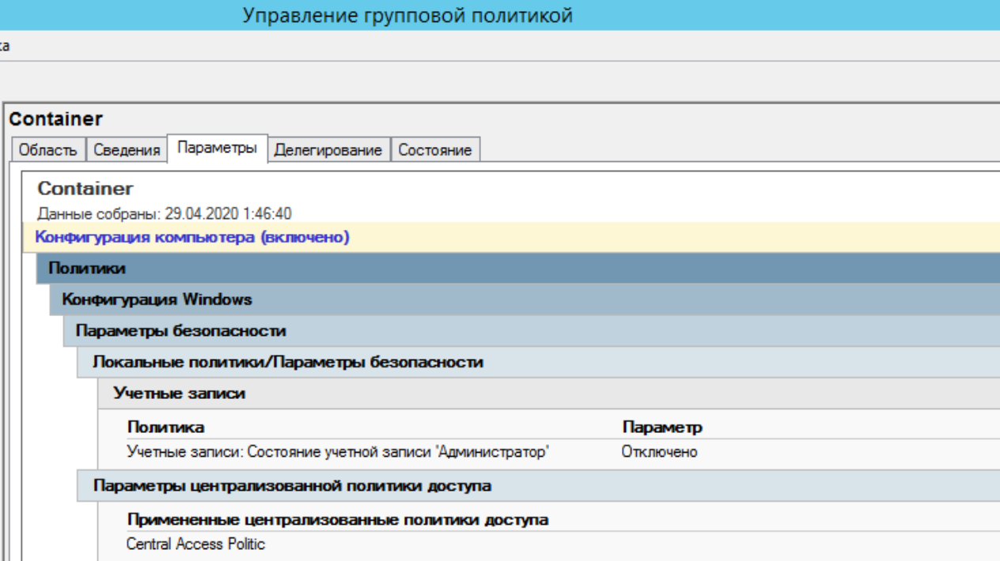 Управление групповой политикой
ка
Container
Область Сведения Параметры Делегирование Состояние
Container
Данные собраны: 29.04.2020 1:46:40
Конфигурация компьютера (включено)
Политики
Конфигурация Windows
Параметры безопасности
Локальные политики/Параметры безопасности
Учетные записи
Политика Параметр
Учетные записи: Состояние учетной записи 'Администратор' Отключено
Параметры централизованной политики доступа
Примененные централизованные политики доступа
Central Access Politic